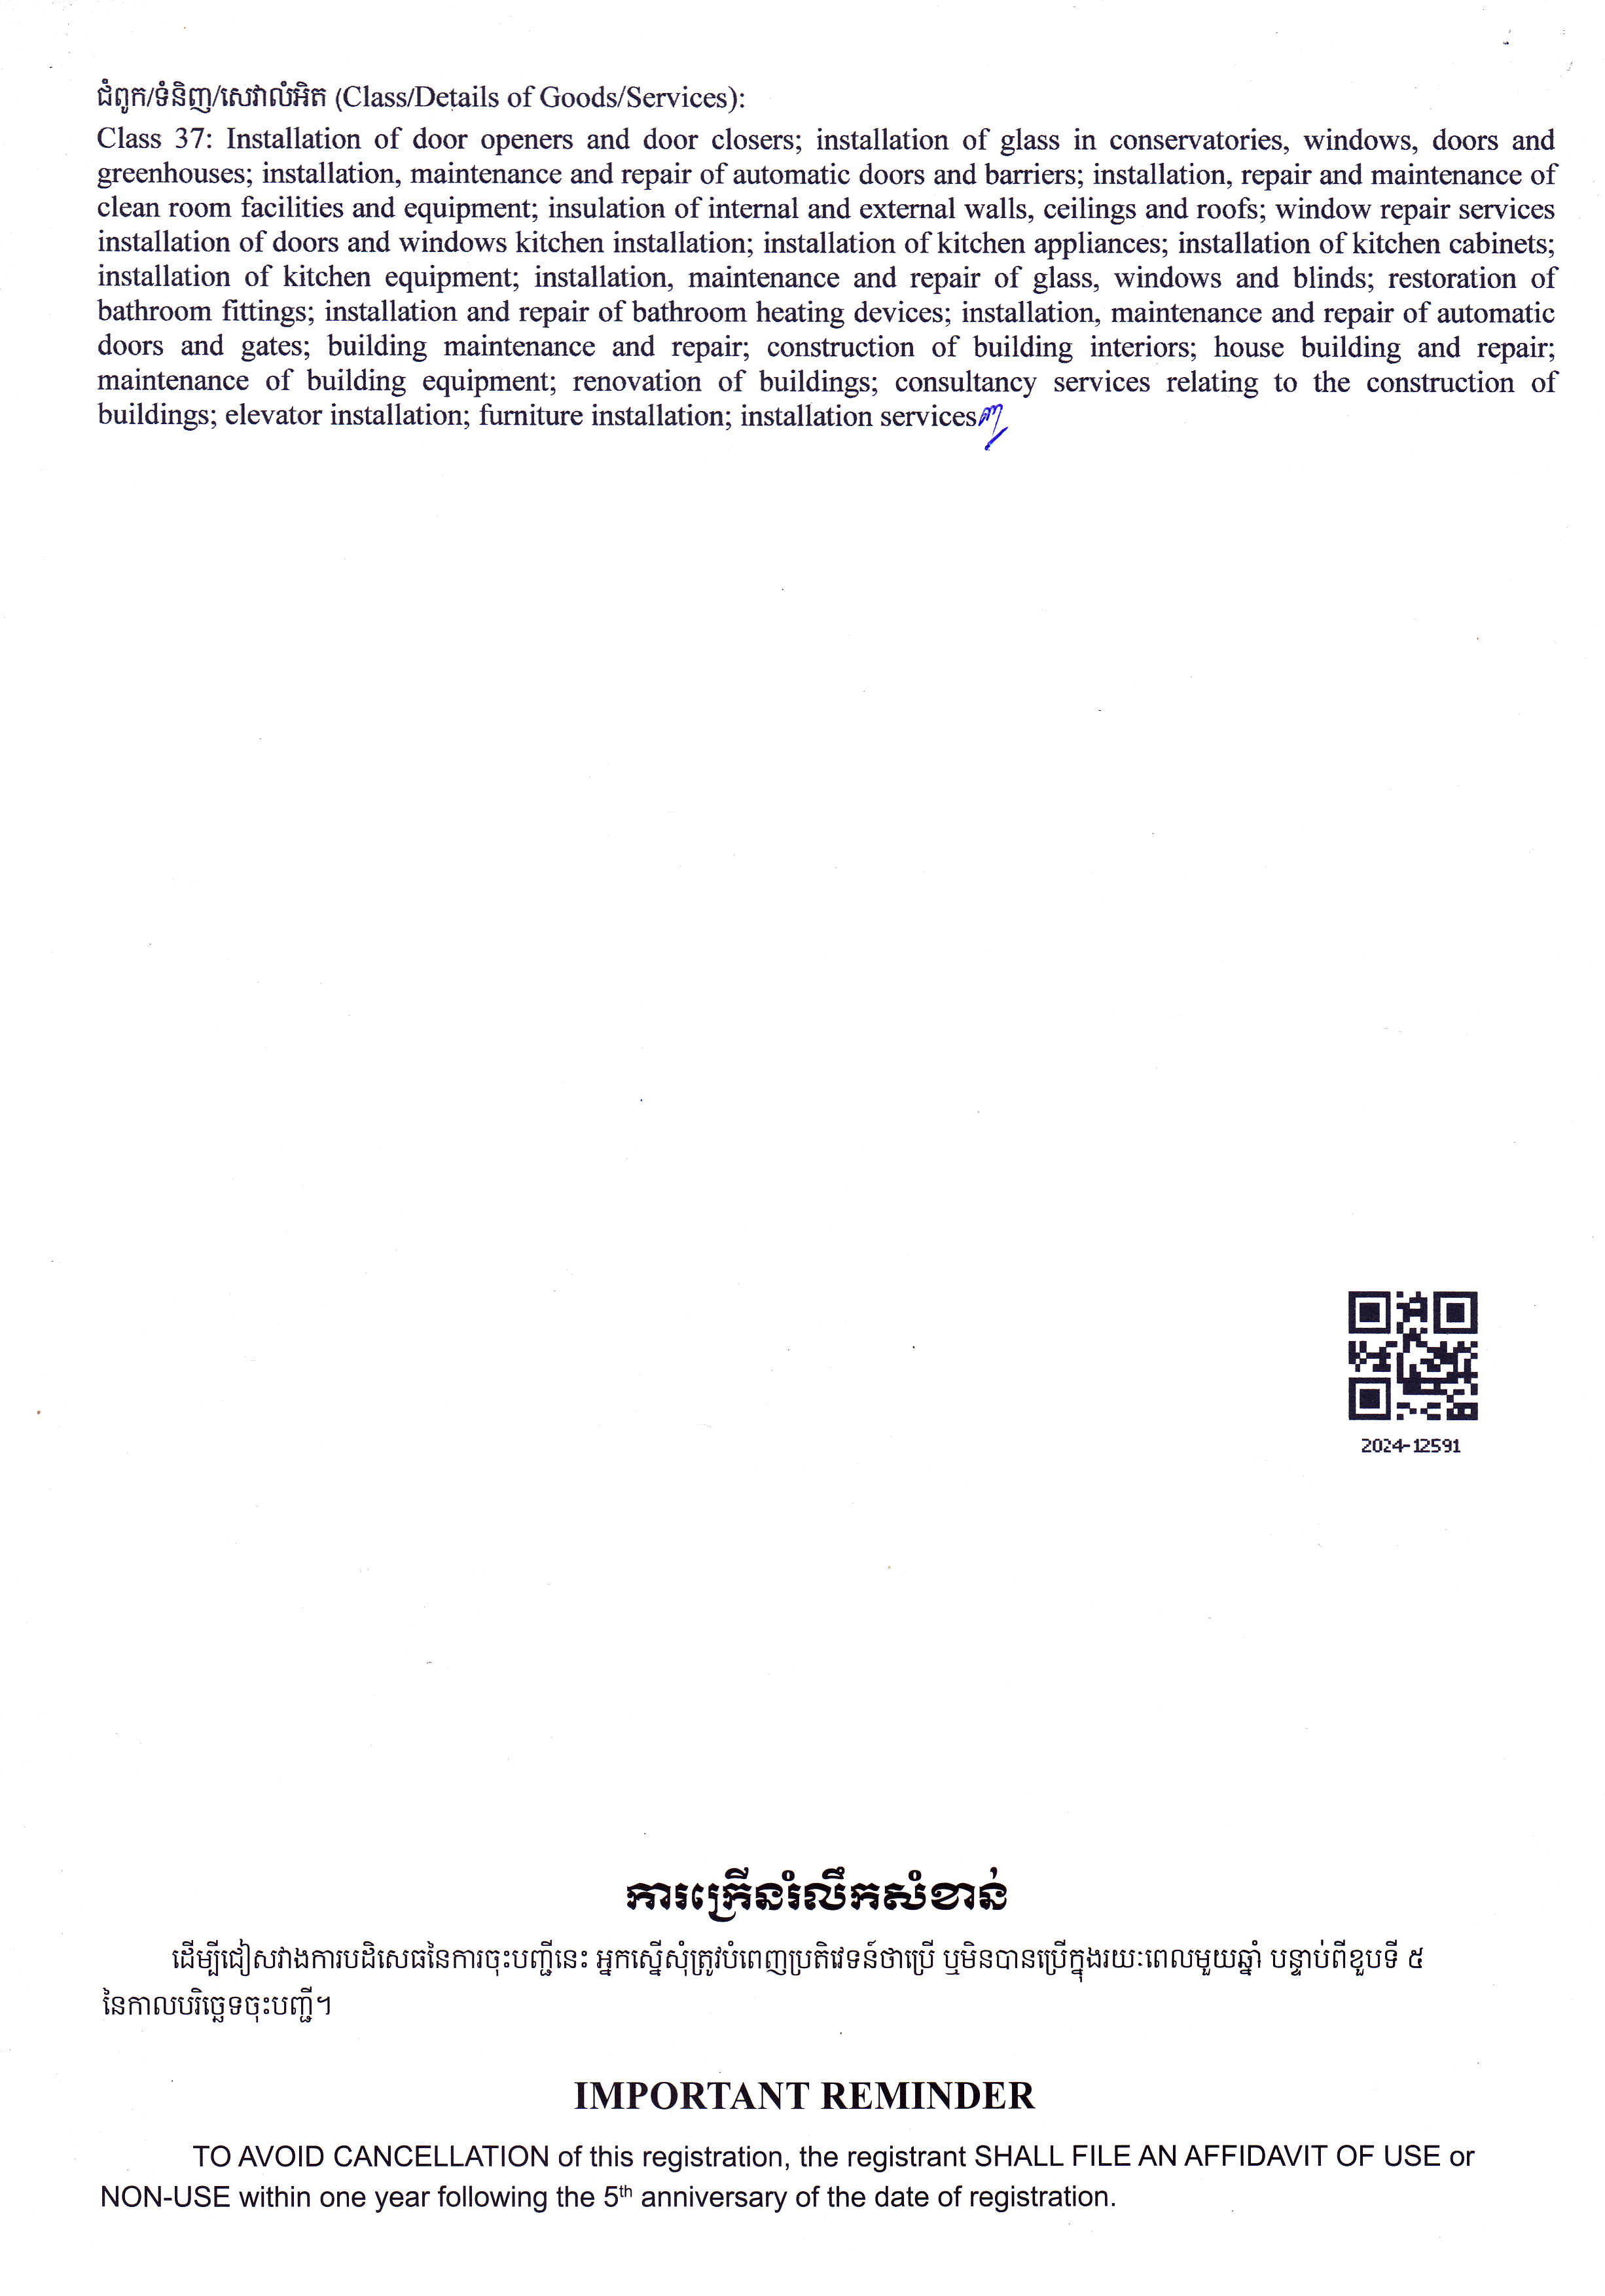 ជំពូក/ទំនិញ/សេវាលំអិត (Class/Details of Goods/Services):
Class 37: Installation of door openers and door closers; installation of glass in conservatories, windows, doors and
greenhouses; installation, maintenance and repair of automatic doors and barriers; installation, repair and maintenance of
clean room facilities and equipment; insulation of internal and external walls, ceilings and roofs; window repair services
installation of doors and windows kitchen installation; installation of kitchen appliances; installation of kitchen cabinets;
installation of kitchen equipment; installation, maintenance and repair of glass, windows and blinds; restoration of
bathroom fittings; installation and repair of bathroom heating devices; installation, maintenance and repair of automatic
doors and gates; building maintenance and repair; construction of building interiors; house building and repair;
maintenance of building equipment; renovation of buildings; consultancy services relating to the construction of
buildings; elevator installation; furniture installation; installation services
2024-12591
ការក្រើនរំលឹកសំខាន់
ដើម្បីជៀសវាងការបដិសេធនៃការចុះបញ្ជីនេះ អ្នកស្នើសុំត្រូវបំពេញប្រតិវេទន៍ថាប្រើ ឬមិនបានប្រើក្នុងរយៈពេលមួយឆ្នាំ បន្ទាប់ពីខួបទី ៥
នៃកាលបរិច្ឆេទចុះបញ្ជី។
IMPORTANT REMINDER
TO AVOID CANCELLATION of this registration, the registrant SHALL FILE AN AFFIDAVIT OF USE or
NON-USE within one year following the 5th anniversary of the date of registration.